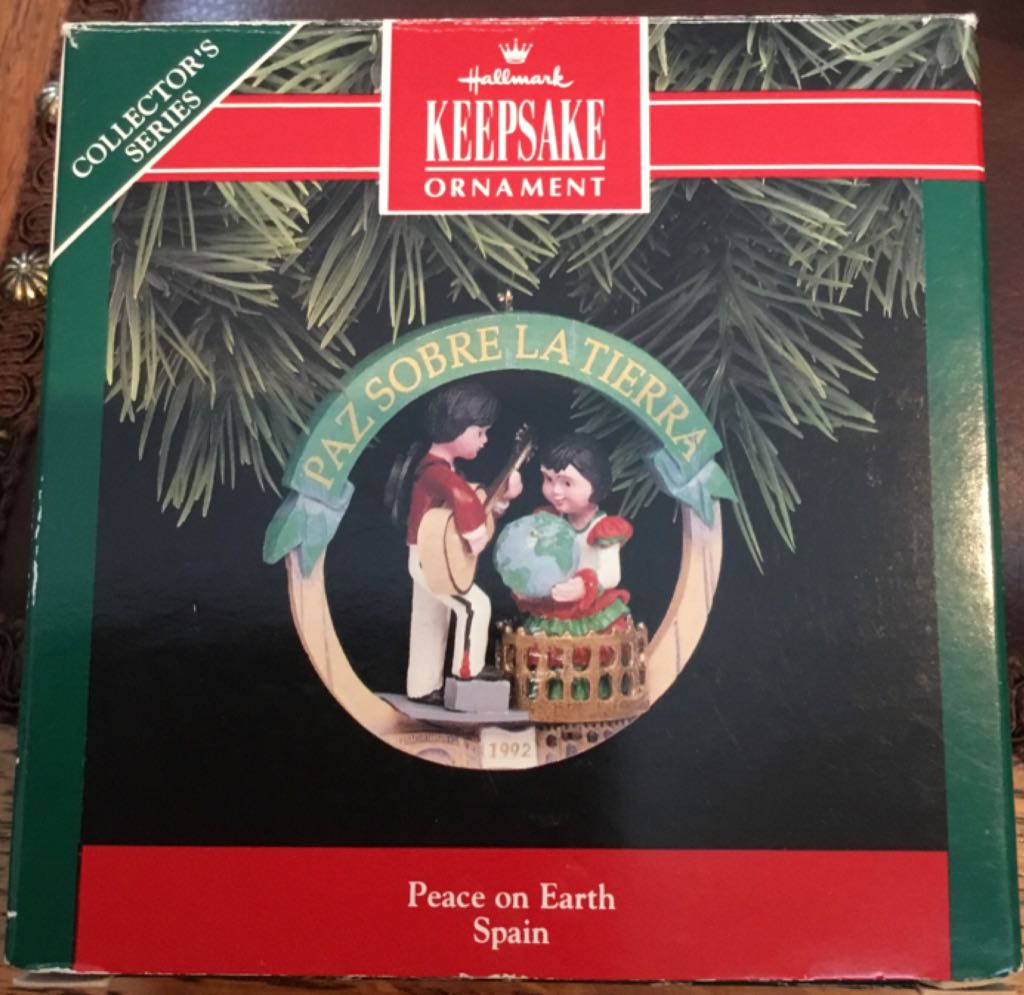 COLLECTOR'S
SERIES
Hallmark
KEEPSAKE
ORNAMENT
PAZ SOBRE LA TIERRA
1992
Peace on Earth
Spain